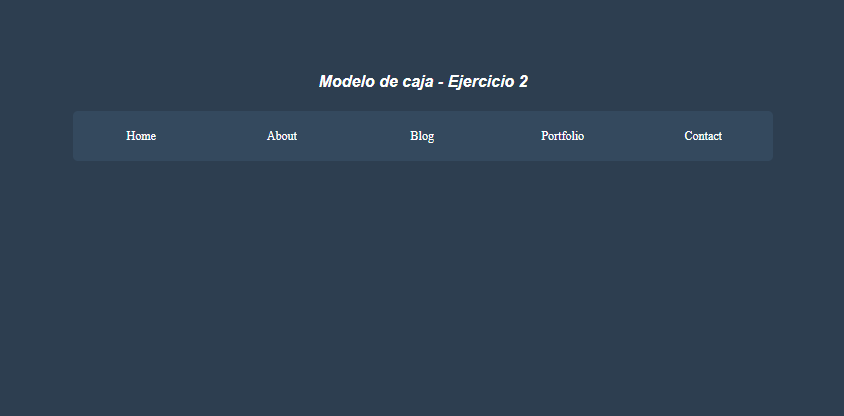 Modelo de caja - Ejercicio 2
Home About Blog Portfolio Contact